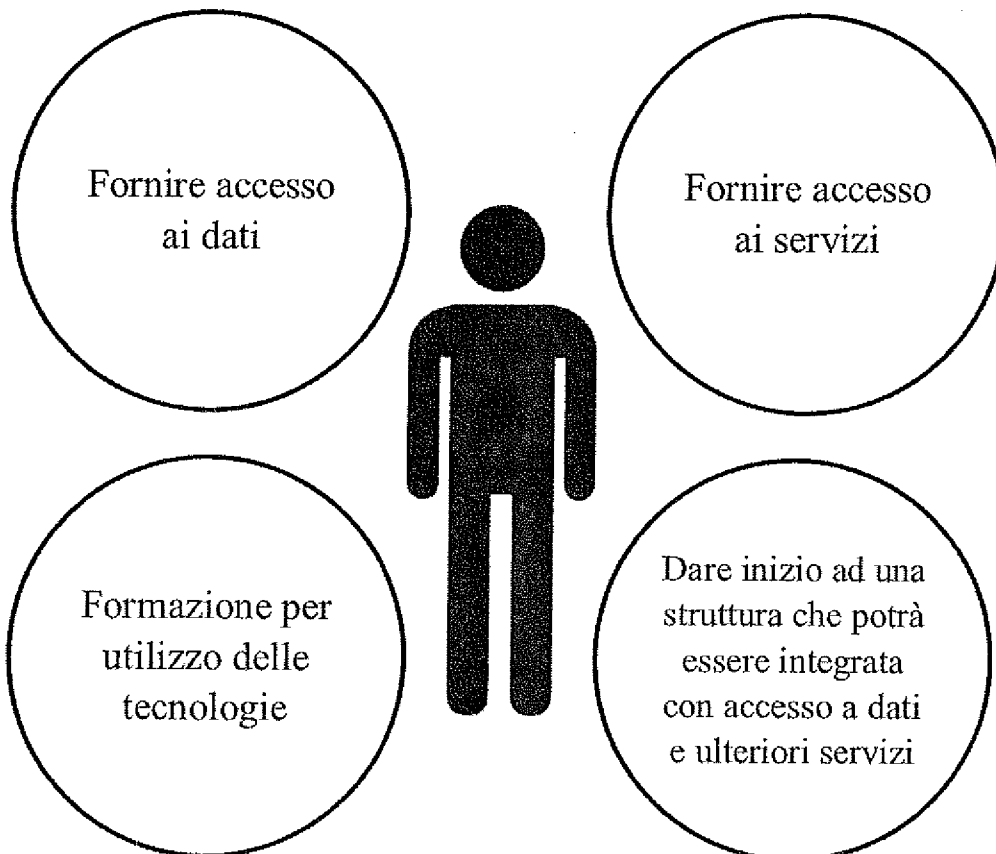 Fornire accesso
ai dati
Fornire accesso
ai servizi
Formazione per
utilizzo delle
tecnologie
Dare inizio ad una
struttura che potrà
essere integrata
con accesso a dati
e ulteriori servizi